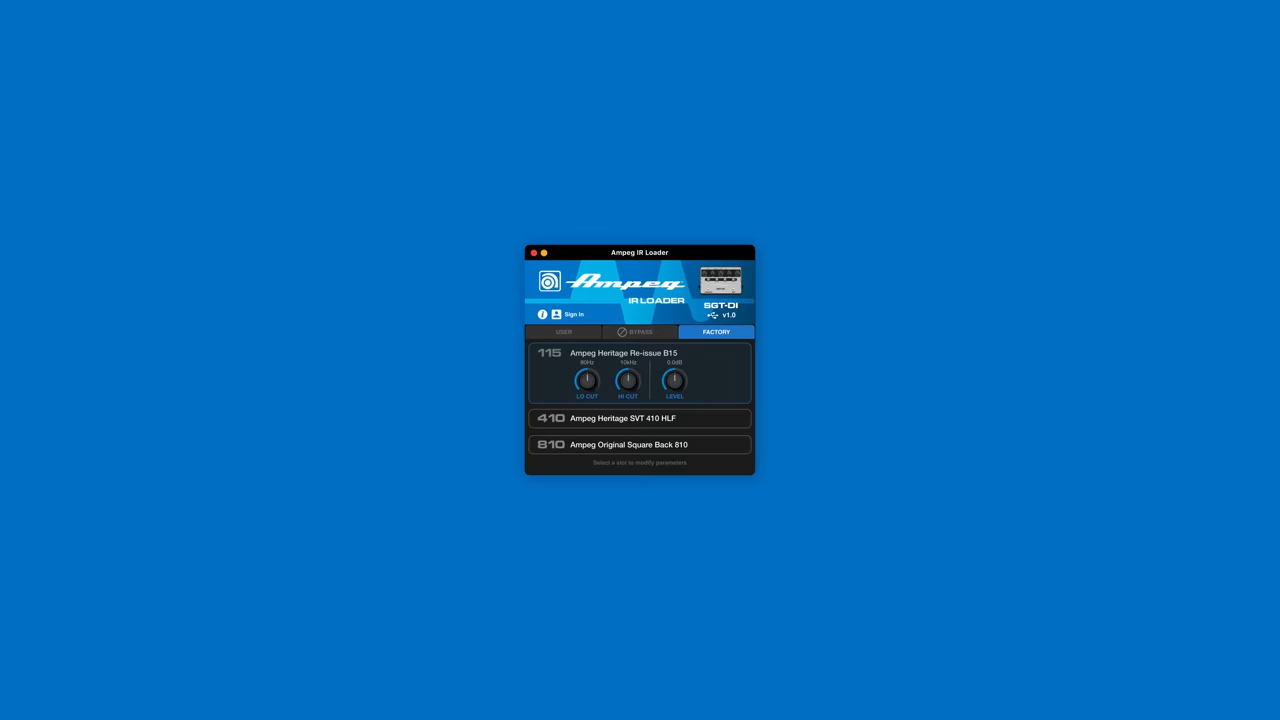 Ampeg IR Loader
Ampeg
IR LOADER
SGT-DI
v1.0
Sign In
USER
BYPASS
FACTORY
115 Ampeg Heritage Re-issue B15
80Hz 10kHz 0.0dB
LO CUT HI CUT LEVEL
410 Ampeg Heritage SVT 410 HLF
810 Ampeg Original Square Back 810
Select a slot to modify parameters